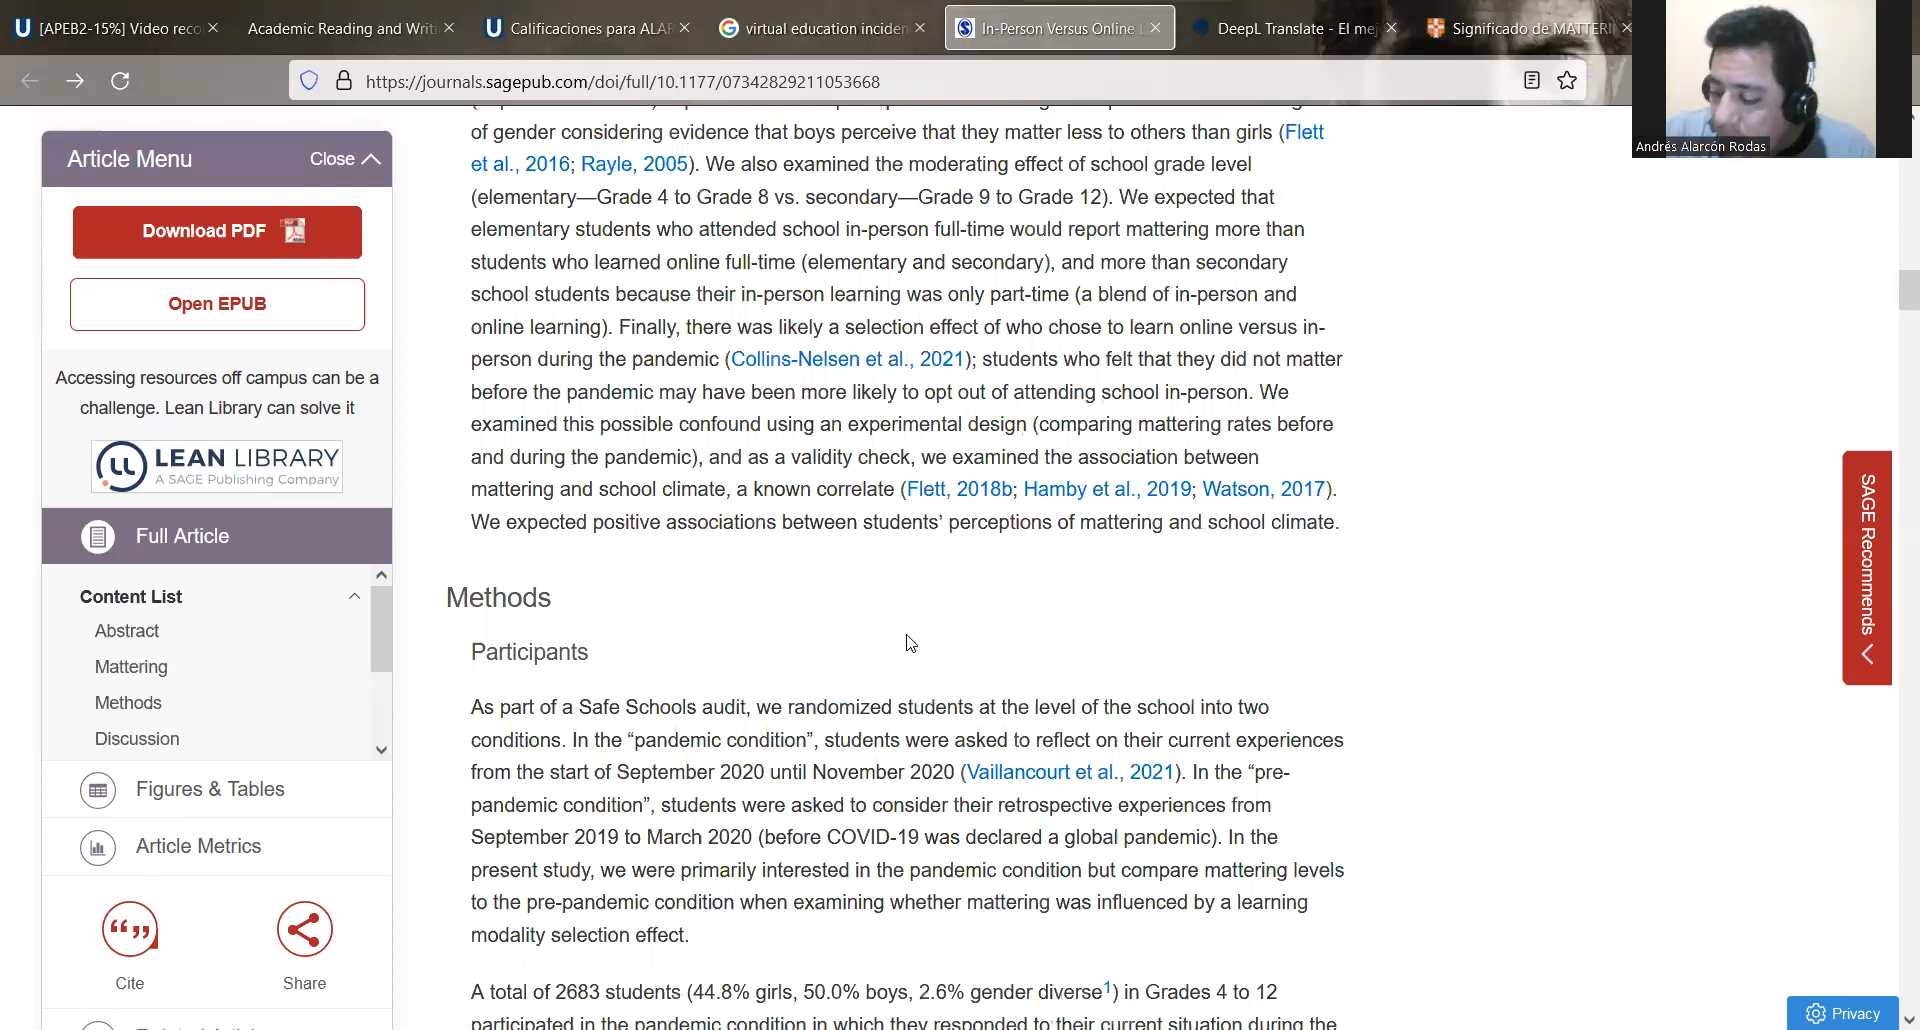 [APEB2-15%] Video reco
Academic Reading and Writi
Calificaciones para ALAR
virtual education inciden
In-Person Versus Online L
DeepL Translate - El mej
Significado de MATTERI
https://journals.sagepub.com/doi/full/10.1177/07342829211053668
Andrés Alarcón Rodas
Article Menu
Close
Download PDF
Open EPUB
Accessing resources off campus can be a
challenge. Lean Library can solve it
LEAN LIBRARY
A SAGE Publishing Company
Full Article
Content List
Abstract
Mattering
Methods
Discussion
Figures & Tables
Article Metrics
Cite
Share
of gender considering evidence that boys perceive that they matter less to others than girls (Flett
et al., 2016; Rayle, 2005). We also examined the moderating effect of school grade level
(elementary—Grade 4 to Grade 8 vs. secondary—Grade 9 to Grade 12). We expected that
elementary students who attended school in-person full-time would report mattering more than
students who learned online full-time (elementary and secondary), and more than secondary
school students because their in-person learning was only part-time (a blend of in-person and
online learning). Finally, there was likely a selection effect of who chose to learn online versus in-
person during the pandemic (Collins-Nelsen et al., 2021); students who felt that they did not matter
before the pandemic may have been more likely to opt out of attending school in-person. We
examined this possible confound using an experimental design (comparing mattering rates before
and during the pandemic), and as a validity check, we examined the association between
mattering and school climate, a known correlate (Flett, 2018b; Hamby et al., 2019; Watson, 2017).
We expected positive associations between students’ perceptions of mattering and school climate.
Methods
Participants
As part of a Safe Schools audit, we randomized students at the level of the school into two
conditions. In the “pandemic condition”, students were asked to reflect on their current experiences
from the start of September 2020 until November 2020 (Vaillancourt et al., 2021). In the “pre-
pandemic condition”, students were asked to consider their retrospective experiences from
September 2019 to March 2020 (before COVID-19 was declared a global pandemic). In the
present study, we were primarily interested in the pandemic condition but compare mattering levels
to the pre-pandemic condition when examining whether mattering was influenced by a learning
modality selection effect.
A total of 2683 students (44.8% girls, 50.0% boys, 2.6% gender diverse1) in Grades 4 to 12
participated in the pandemic condition in which they responded to their current situation during the
SAGE Recommends
Privacy